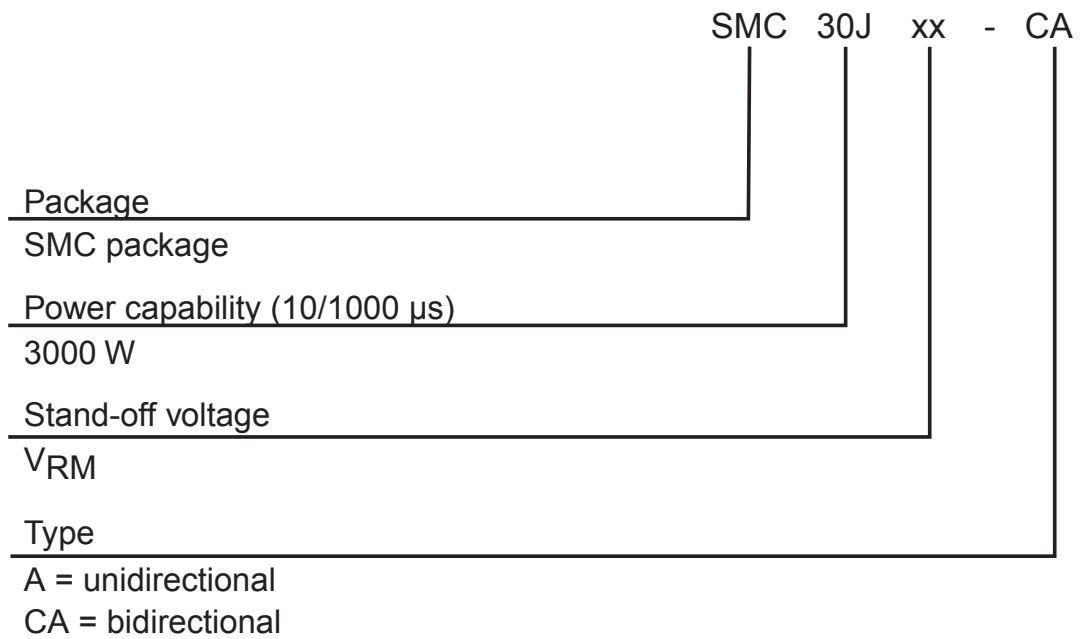 SMC 30J xx - CA
Package
SMC package
Power capability (10/1000 µs)
3000 W
Stand-off voltage
VRM
Type
A = unidirectional
CA = bidirectional